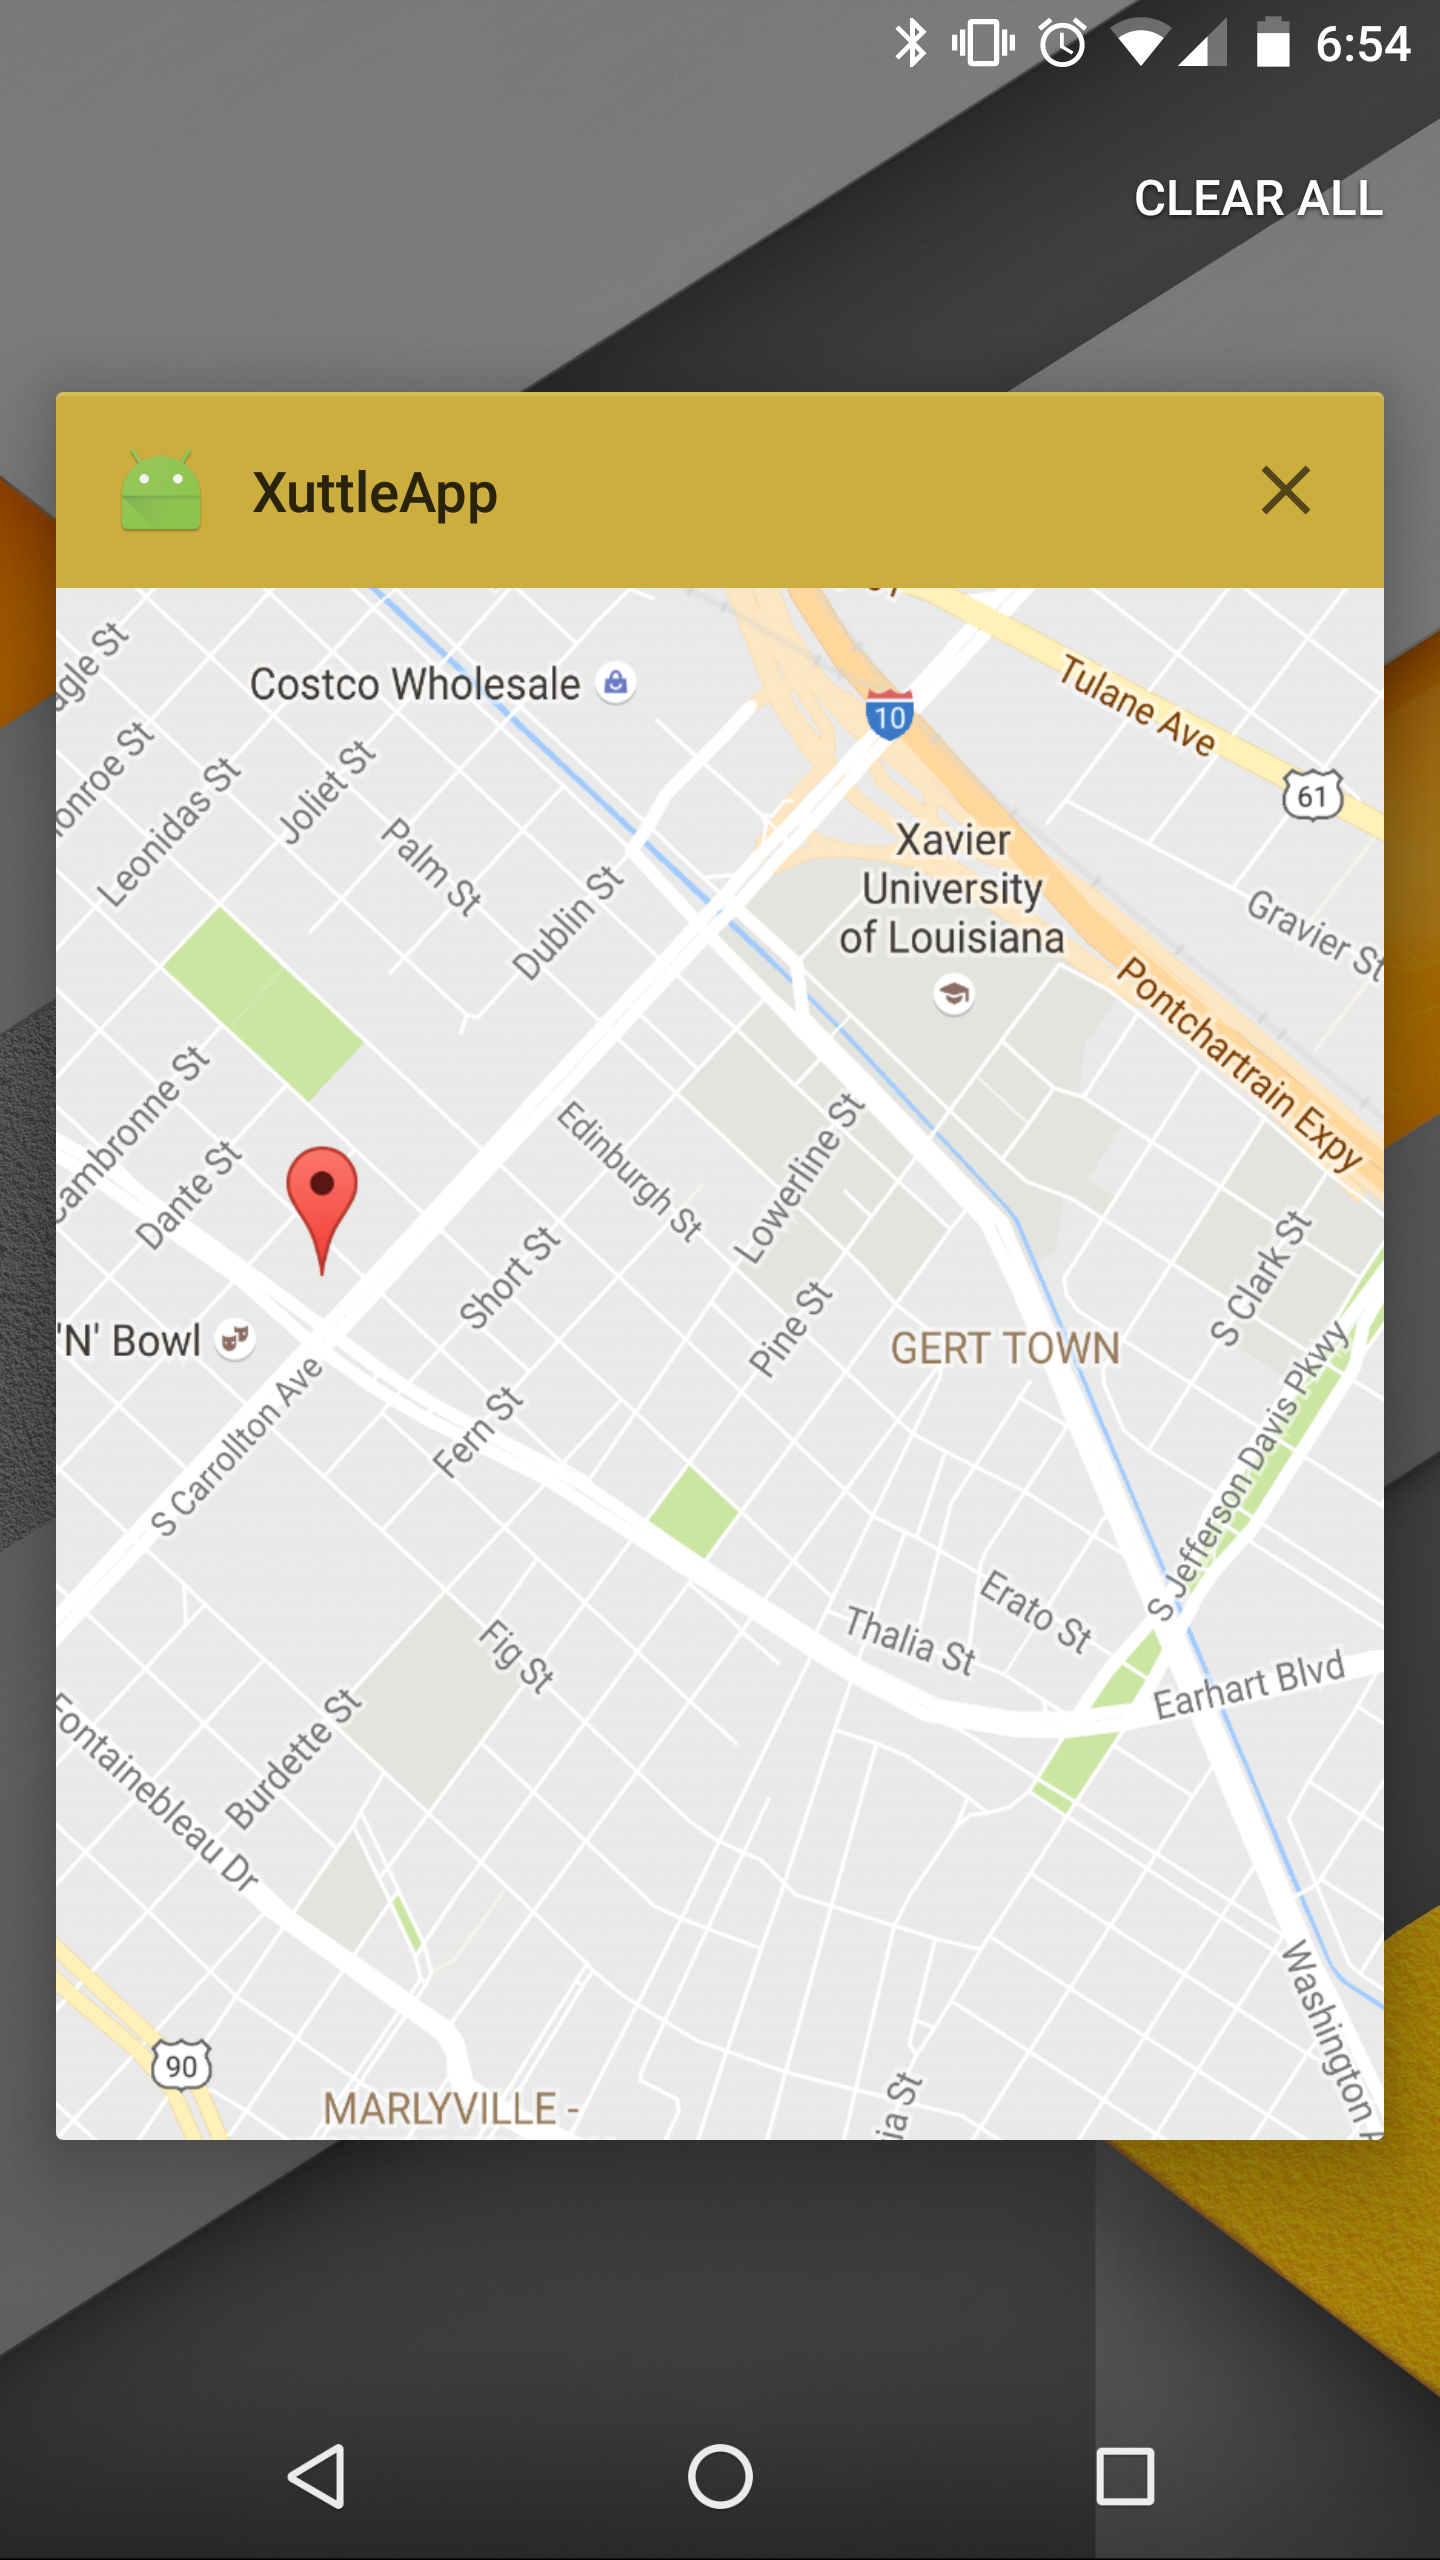 6:54
CLEAR ALL
XuttleApp
Costco Wholesale
10
Tulane Ave
61
Leonidas St
Joliet St
Palm St
Dublin St
Xavier
University
of Louisiana
Gravier St
Pontchartrain Expy
Cambronne St
Dante St
Edinburgh St
Lowerline St
Short St
Pine St
S Clark St
'N' Bowl
GERT TOWN
S Carrollton Ave
Fern St
S Jefferson Davis Pkwy
Erato St
Thalia St
Fig St
Earhart Blvd
Burdette St
Fontainebleau Dr
Washington
90
MARLYVILLE -